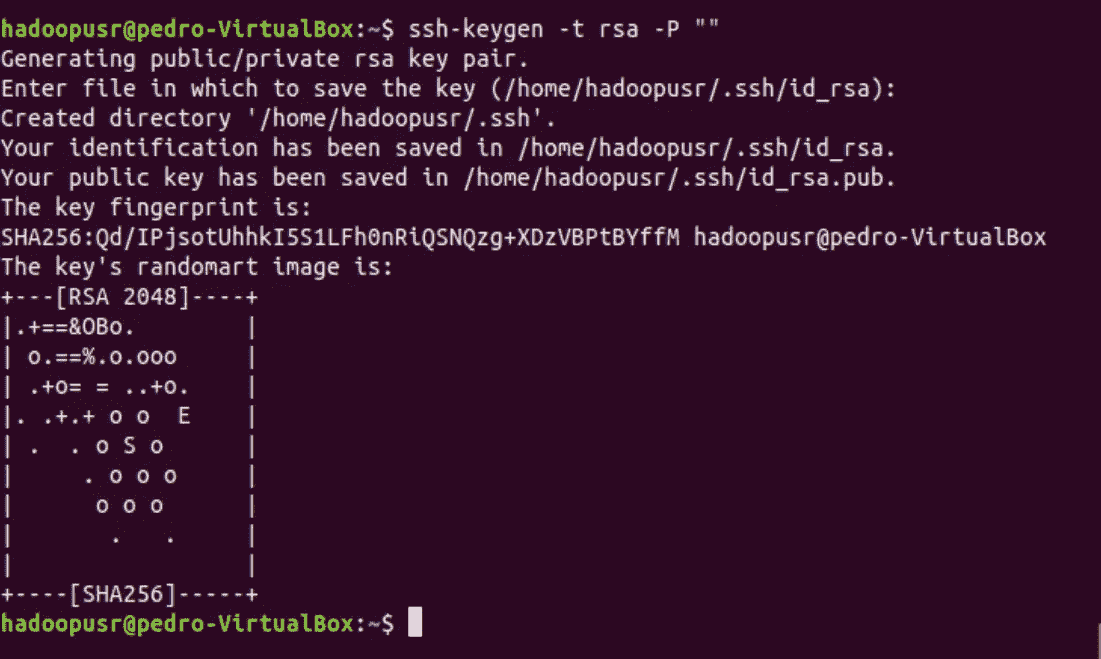 hadoopusr@pedro-VirtualBox:~$ ssh-keygen -t rsa -P ""
Generating public/private rsa key pair.
Enter file in which to save the key (/home/hadoopusr/.ssh/id_rsa):
Created directory '/home/hadoopusr/.ssh'.
Your identification has been saved in /home/hadoopusr/.ssh/id_rsa.
Your public key has been saved in /home/hadoopusr/.ssh/id_rsa.pub.
The key fingerprint is:
SHA256:Qd/IPjsotUhhkI5S1LFh0nRiQSNQzg+XDzVBPtBYffM hadoopusr@pedro-VirtualBox
The key's randomart image is:
+---[RSA 2048]----+
|.+==&OBo.        |
| o.==%.o.ooo     |
| .+o= = ..+o.    |
|. .+.+ o o  E    |
| .  . o S o      |
|     . o o o     |
|      o o o      |
|       .   .     |
|                 |
+----[SHA256]-----+
hadoopusr@pedro-VirtualBox:~$